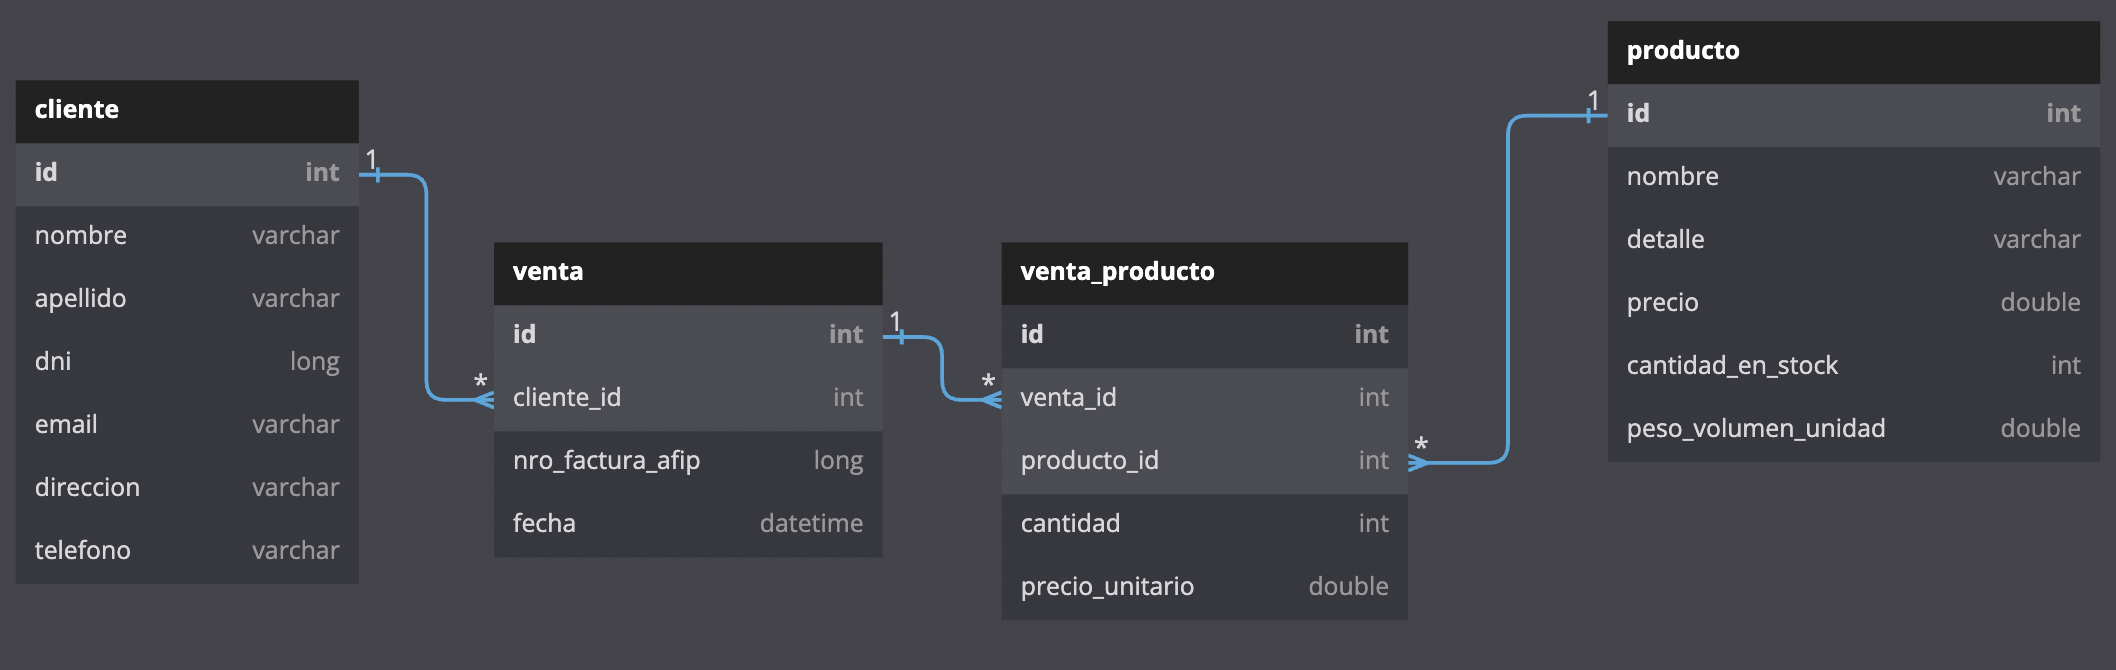 cliente
id int
nombre varchar
apellido varchar
dni long
email varchar
direccion varchar
telefono varchar
1
*
venta
id int
cliente_id int
nro_factura_afip long
fecha datetime
1
*
venta_producto
id int
venta_id int
producto_id int
cantidad int
precio_unitario double
*
1
producto
id int
nombre varchar
detalle varchar
precio double
cantidad_en_stock int
peso_volumen_unidad double